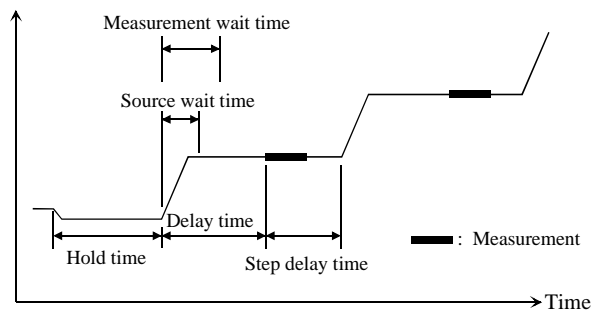 Measurement wait time
Source wait time
Delay time
Hold time
Step delay time
: Measurement
Time